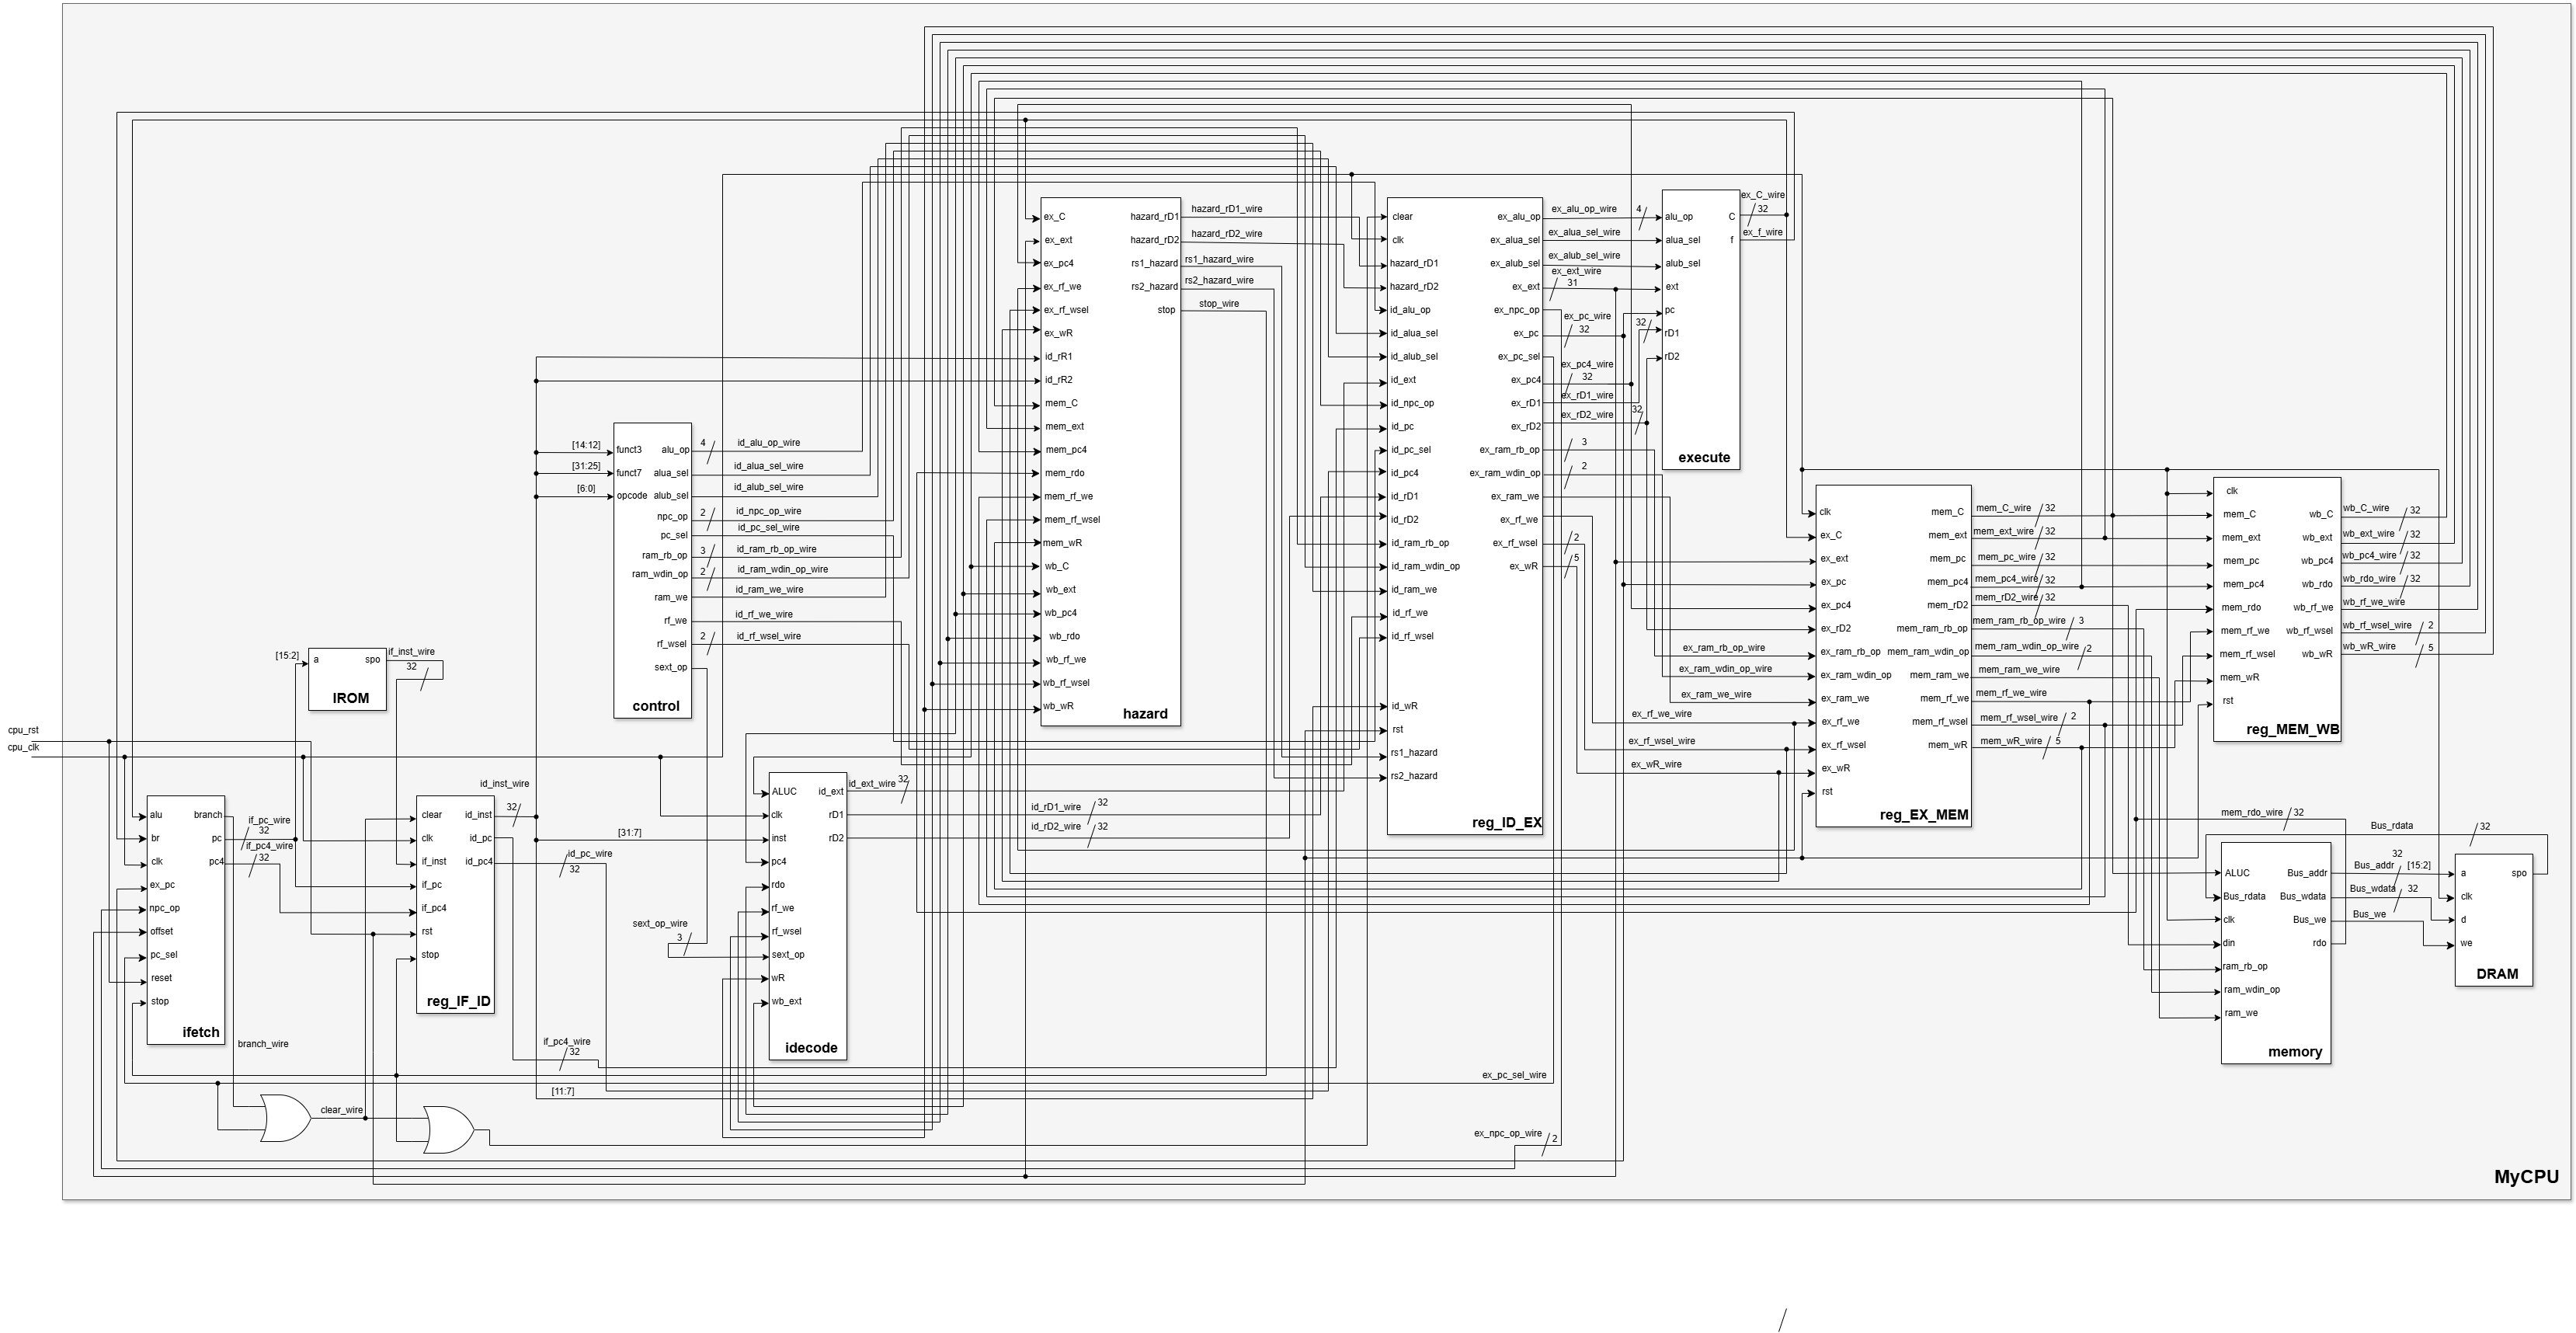 cpu_rst
cpu_clk
alu
br
clk
ex_pc
npc_op
offset
pc_sel
reset
stop
branch
pc
pc4
ifetch
if_pc_wire
32
if_pc4_wire
32
branch_wire
[15:2]
a
spo
IROM
if_inst_wire
32
clear
clk
if_inst
if_pc
if_pc4
rst
stop
id_inst
id_pc
id_pc4
reg_IF_ID
id_inst_wire
32
id_pc_wire
32
if_pc4_wire
32
[11:7]
clear_wire
[14:12]
[31:25]
[6:0]
funct3
funct7
opcode
alu_op
alua_sel
alub_sel
npc_op
pc_sel
ram_rb_op
ram_wdin_op
ram_we
rf_we
rf_wsel
sext_op
control
4
id_alu_op_wire
id_alua_sel_wire
id_alub_sel_wire
2
id_npc_op_wire
id_pc_sel_wire
3
id_ram_rb_op_wire
2
id_ram_wdin_op_wire
id_ram_we_wire
id_rf_we_wire
2
id_rf_wsel_wire
[31:7]
sext_op_wire
3
ALUC
clk
inst
pc4
rdo
rf_we
rf_wsel
sext_op
wR
wb_ext
id_ext
rD1
rD2
idecode
id_ext_wire
32
id_rD1_wire
32
id_rD2_wire
32
ex_C
ex_ext
ex_pc4
ex_rf_we
ex_rf_wsel
ex_wR
id_rR1
id_rR2
mem_C
mem_ext
mem_pc4
mem_rdo
mem_rf_we
mem_rf_wsel
mem_wR
wb_C
wb_ext
wb_pc4
wb_rdo
wb_rf_we
wb_rf_wsel
wb_wR
hazard_rD1
hazard_rD2
rs1_hazard
rs2_hazard
stop
hazard
hazard_rD1_wire
hazard_rD2_wire
rs1_hazard_wire
rs2_hazard_wire
stop_wire
clear
clk
hazard_rD1
hazard_rD2
id_alu_op
id_alua_sel
id_alub_sel
id_ext
id_npc_op
id_pc
id_pc_sel
id_pc4
id_rD1
id_rD2
id_ram_rb_op
id_ram_wdin_op
id_ram_we
id_rf_we
id_rf_wsel
id_wR
rst
rs1_hazard
rs2_hazard
ex_alu_op
ex_alua_sel
ex_alub_sel
ex_ext
ex_npc_op
ex_pc
ex_pc_sel
ex_pc4
ex_rD1
ex_rD2
ex_ram_rb_op
ex_ram_wdin_op
ex_ram_we
ex_rf_we
ex_rf_wsel
ex_wR
reg_ID_EX
ex_alu_op_wire
4
ex_alua_sel_wire
ex_alub_sel_wire
ex_ext_wire
31
ex_pc_wire
32
32
ex_pc4_wire
32
ex_rD1_wire
32
ex_rD2_wire
3
2
2
5
ex_pc_sel_wire
ex_npc_op_wire
2
alu_op
alua_sel
alub_sel
ext
pc
rD1
rD2
C
f
execute
ex_C_wire
32
ex_f_wire
ex_ram_rb_op_wire
ex_ram_wdin_op_wire
ex_ram_we_wire
ex_rf_we_wire
ex_rf_wsel_wire
ex_wR_wire
clk
ex_C
ex_ext
ex_pc
ex_pc4
ex_rD2
ex_ram_rb_op
ex_ram_wdin_op
ex_ram_we
ex_rf_we
ex_rf_wsel
ex_wR
rst
mem_C
mem_ext
mem_pc
mem_pc4
mem_rD2
mem_ram_rb_op
mem_ram_wdin_op
mem_ram_we
mem_rf_we
mem_rf_wsel
mem_wR
reg_EX_MEM
mem_C_wire
32
mem_ext_wire
32
mem_pc_wire
32
mem_pc4_wire
32
mem_rD2_wire
32
mem_ram_rb_op_wire
3
mem_ram_wdin_op_wire
2
mem_ram_we_wire
mem_rf_we_wire
mem_rf_wsel_wire
2
mem_wR_wire
5
clk
mem_C
mem_ext
mem_pc
mem_pc4
mem_rdo
mem_rf_we
mem_rf_wsel
mem_wR
rst
wb_C
wb_ext
wb_pc4
wb_rdo
wb_rf_we
wb_rf_wsel
wb_wR
reg_MEM_WB
wb_C_wire
32
wb_ext_wire
32
wb_pc4_wire
32
wb_rdo_wire
32
wb_rf_we_wire
wb_rf_wsel_wire
2
wb_wR_wire
5
mem_rdo_wire
32
Bus_rdata
32
ALUC
Bus_rdata
clk
din
ram_rb_op
ram_wdin_op
ram_we
Bus_addr
Bus_wdata
Bus_we
rdo
memory
32
Bus_addr
[15:2]
Bus_wdata
32
Bus_we
a
clk
d
we
spo
DRAM
MyCPU